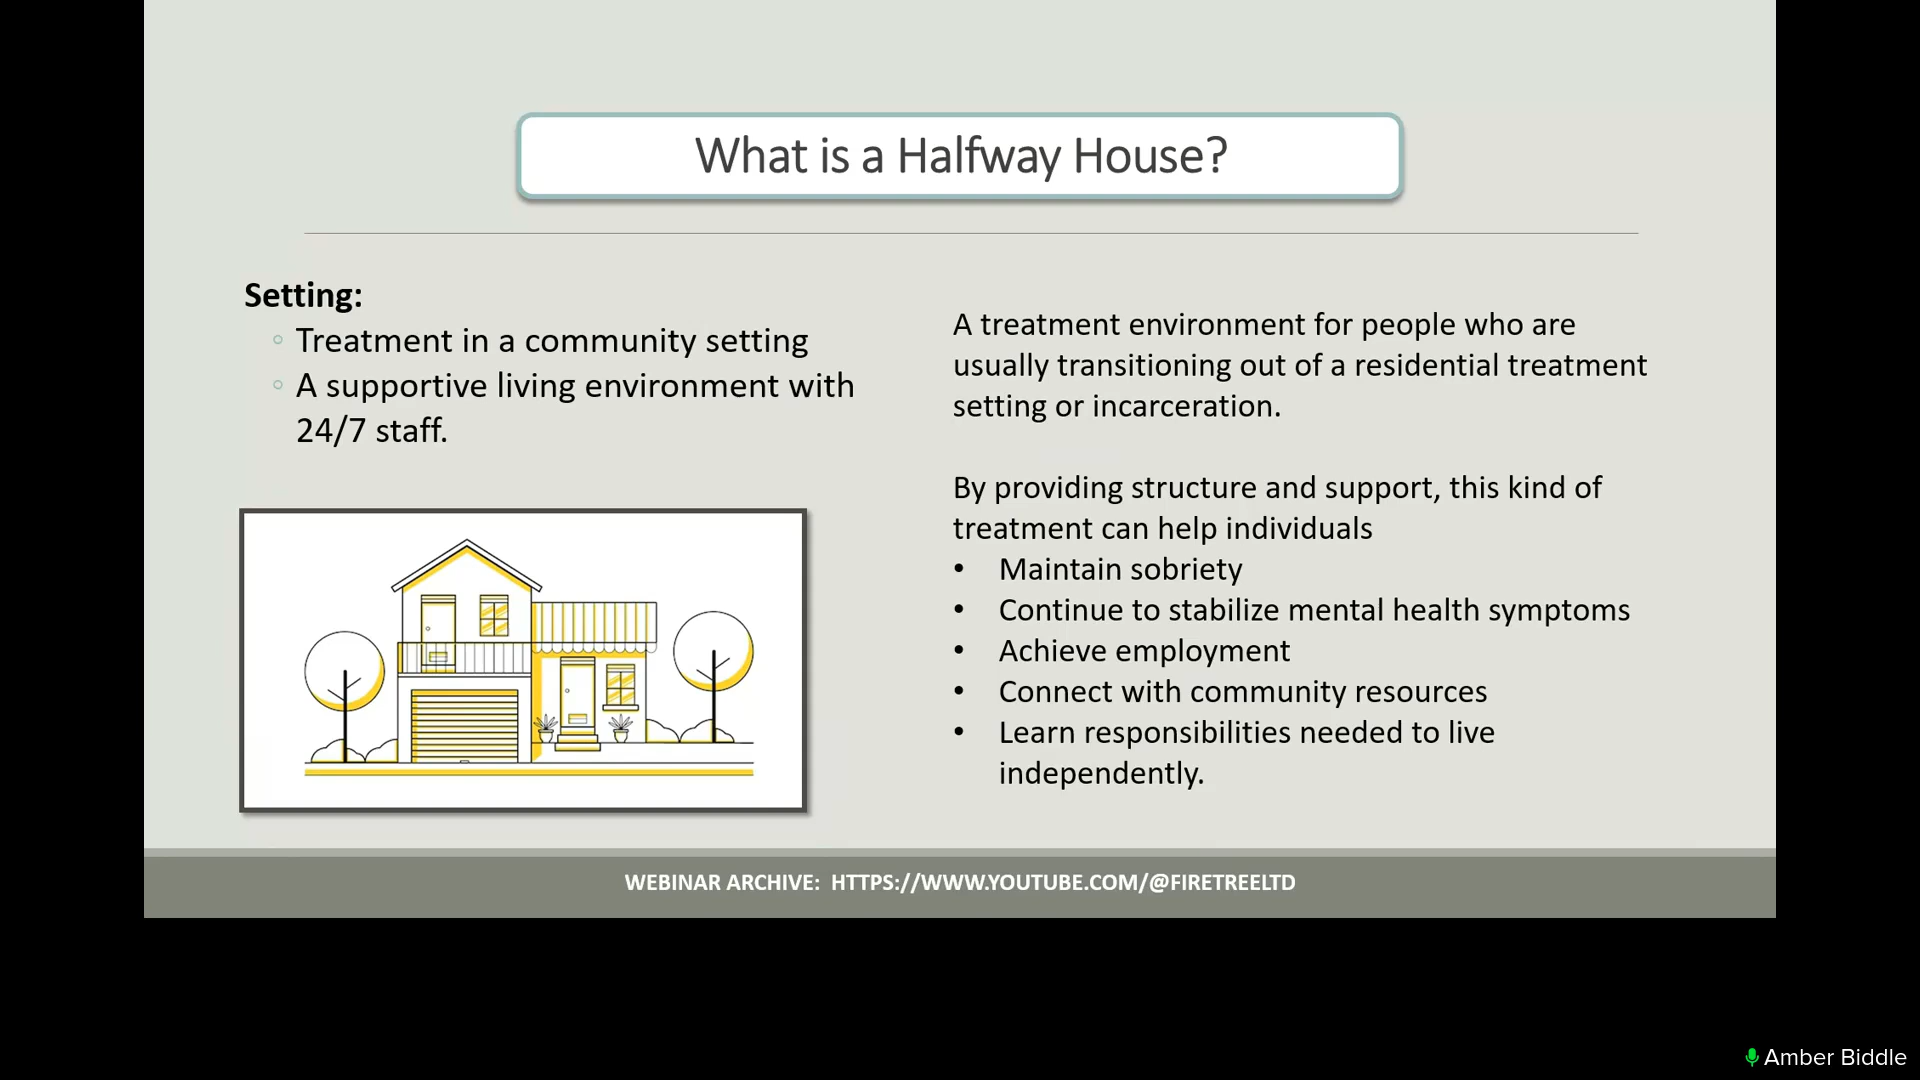 What is a Halfway House?
Setting:
◦ Treatment in a community setting
◦ A supportive living environment with
24/7 staff.
A treatment environment for people who are
usually transitioning out of a residential treatment
setting or incarceration.
By providing structure and support, this kind of
treatment can help individuals
• Maintain sobriety
• Continue to stabilize mental health symptoms
• Achieve employment
• Connect with community resources
• Learn responsibilities needed to live
independently.
WEBINAR ARCHIVE: HTTPS://WWW.YOUTUBE.COM/@FIRETREELTD
Amber Biddle